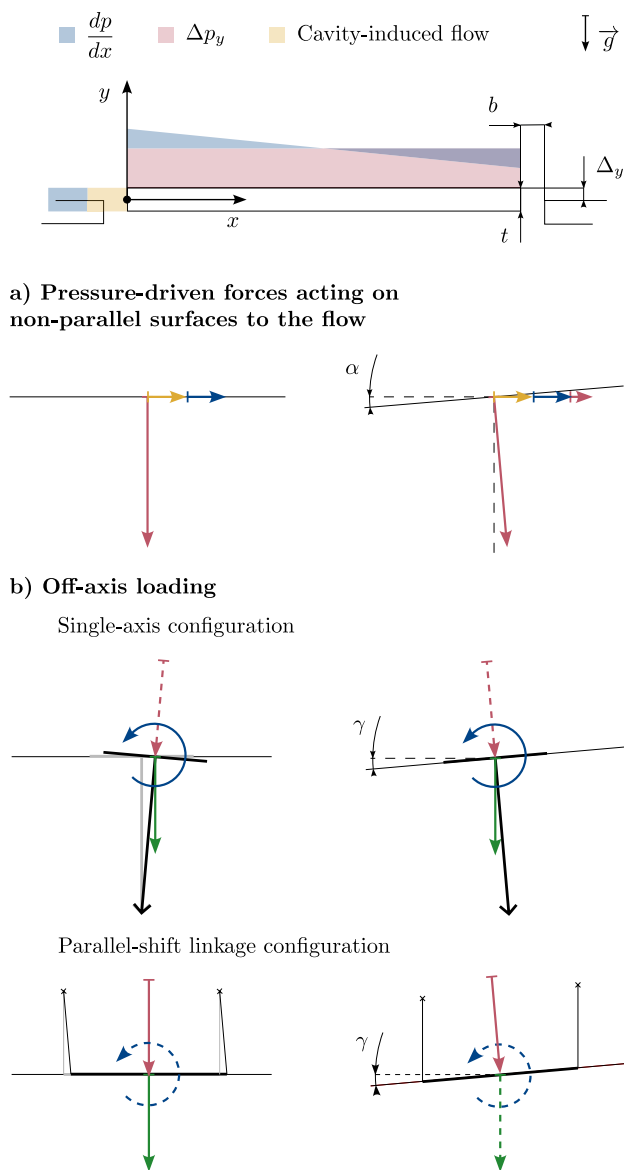 dp/dx Δp_y Cavity-induced flow g⃗
y b
Δ_y
x t
a) Pressure-driven forces acting on
non-parallel surfaces to the flow
α
b) Off-axis loading
Single-axis configuration
γ
Parallel-shift linkage configuration
γ